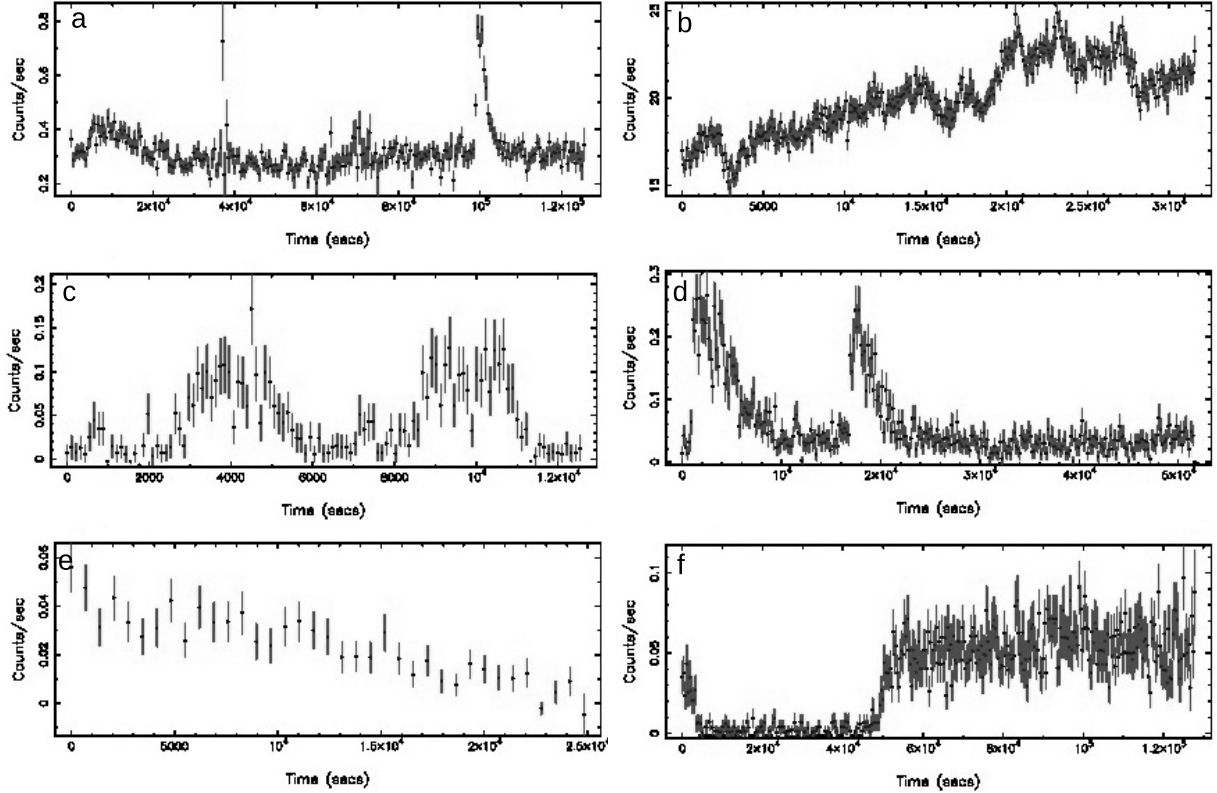 a
Counts/sec
0.8
0.6
0.4
0.2
0 2×10⁴ 4×10⁴ 6×10⁴ 8×10⁴ 10⁵ 1.2×10⁵
Time (secs)
b
Counts/sec
25
20
15
0 5000 10⁴ 1.5×10⁴ 2×10⁴ 2.5×10⁴ 3×10⁴
Time (secs)
c
Counts/sec
0.2
0.15
0.1
0.05
0
0 2000 4000 6000 8000 10⁴ 1.2×10⁴
Time (secs)
d
Counts/sec
0.3
0.2
0.1
0
0 10⁴ 2×10⁴ 3×10⁴ 4×10⁴ 5×10⁴
Time (secs)
e
Counts/sec
0.06
0.04
0.02
0
0 5000 10⁴ 1.5×10⁴ 2×10⁴
Time (secs)
f
Counts/sec
0.1
0.05
0
0 2×10⁴ 4×10⁴ 6×10⁴ 8×10⁴ 10⁵ 1.2×10⁵
Time (secs)